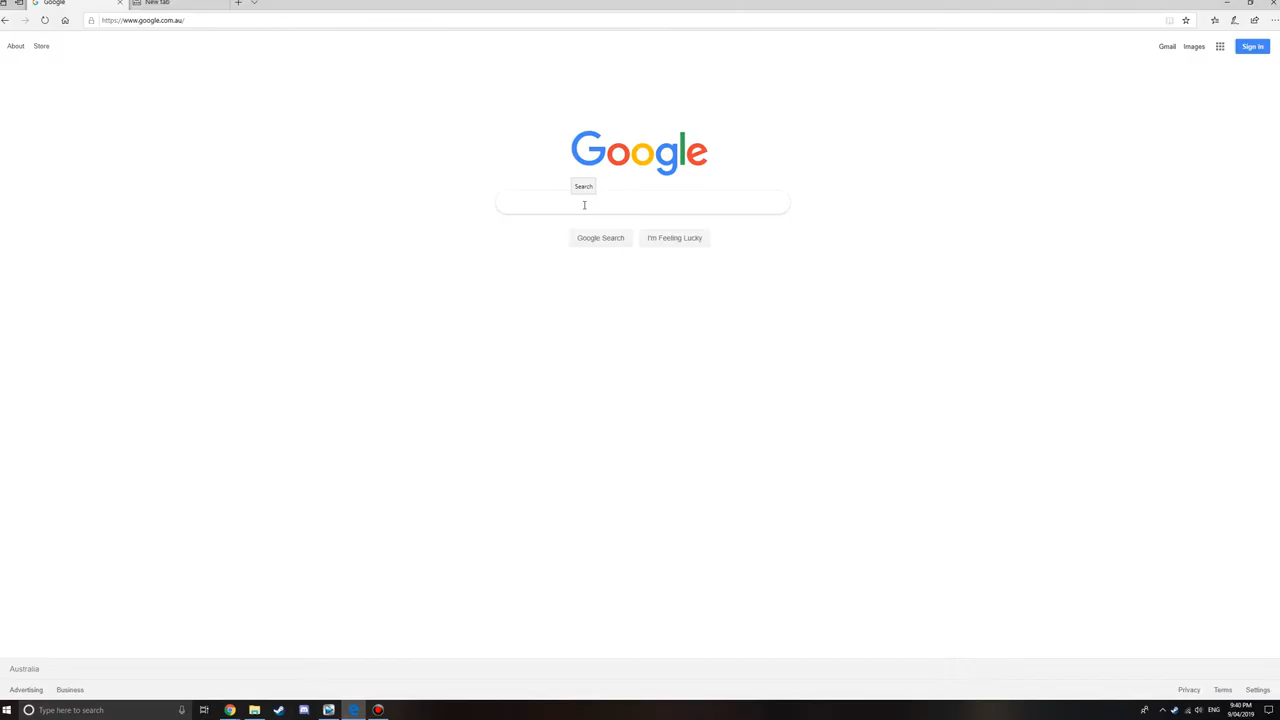 Google
New tab
https://www.google.com.au/
About
Store
Gmail
Images
Sign in
Google
Search
Google Search
I'm Feeling Lucky
Australia
Advertising
Business
Privacy
Terms
Settings
Type here to search
ENG
9:40 PM
9/04/2019